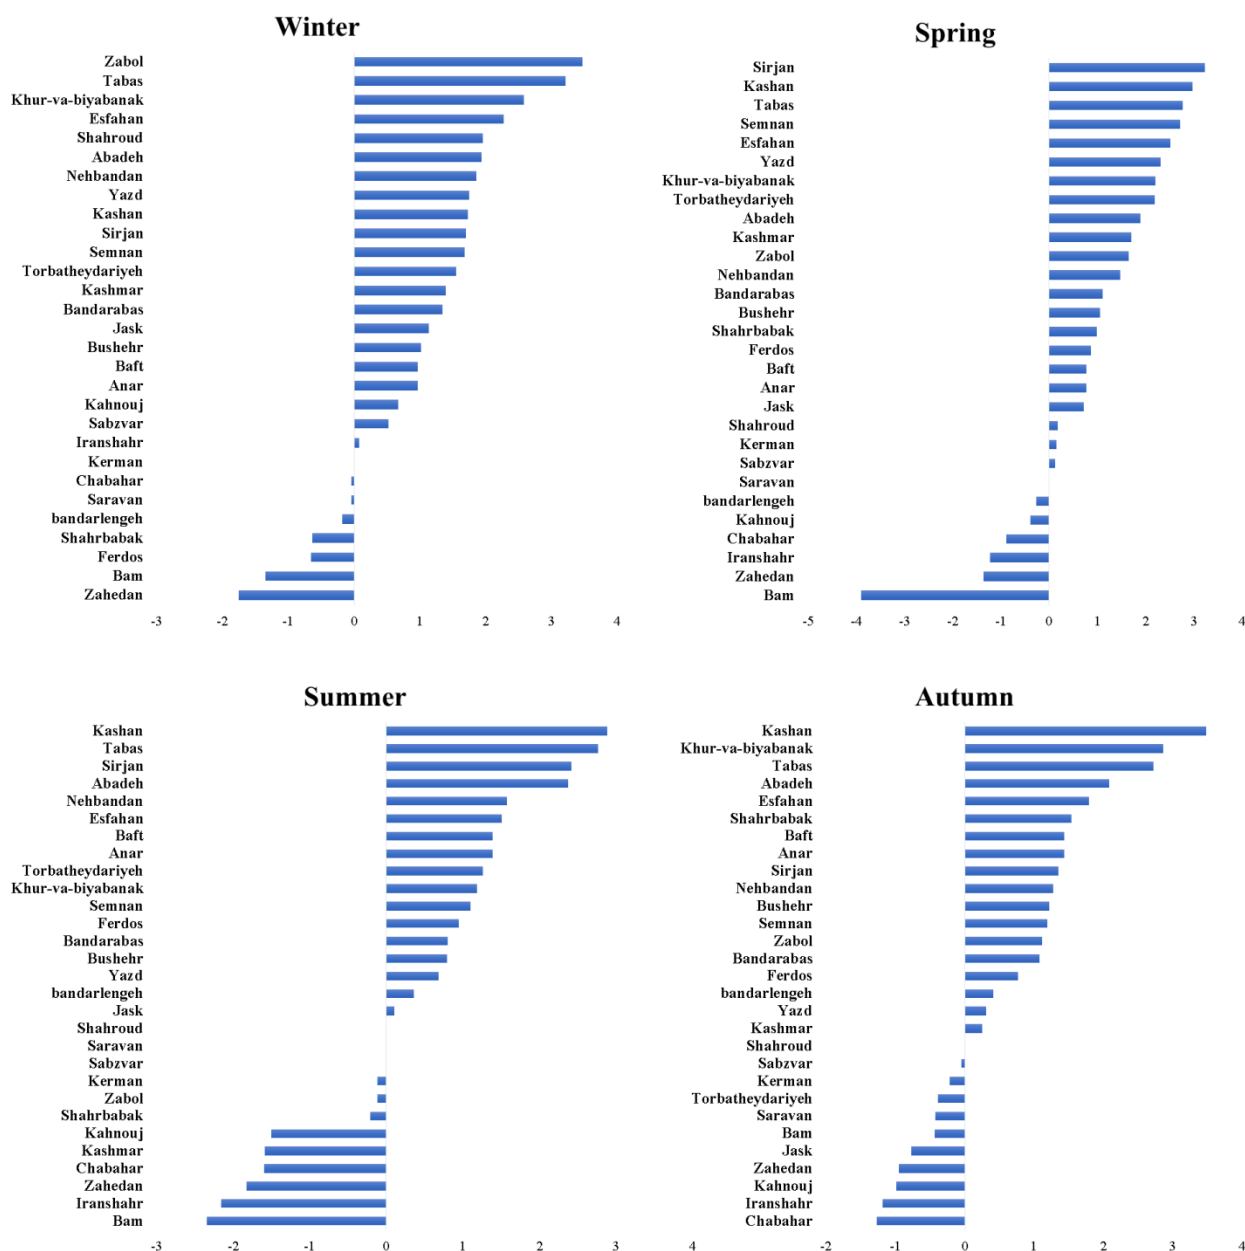 Winter
Zabol
Tabas
Khur-va-biyabanak
Esfahan
Shahroud
Abadeh
Nehbandan
Yazd
Kashan
Sirjan
Semnan
Torbatheydariyeh
Kashmar
Bandarabas
Jask
Bushehr
Baft
Anar
Kahnouj
Sabzvar
Iranshahr
Kerman
Chabahar
Saravan
bandarlengeh
Shahrbabak
Ferdos
Bam
Zahedan
-3 -2 -1 0 1 2 3 4
Spring
Sirjan
Kashan
Tabas
Semnan
Esfahan
Yazd
Khur-va-biyabanak
Torbatheydariyeh
Abadeh
Kashmar
Zabol
Nehbandan
Bandarabas
Bushehr
Shahrbabak
Ferdos
Baft
Anar
Jask
Shahroud
Kerman
Sabzvar
Saravan
bandarlengeh
Kahnouj
Chabahar
Iranshahr
Zahedan
Bam
-5 -4 -3 -2 -1 0 1 2 3 4
Summer
Kashan
Tabas
Sirjan
Abadeh
Nehbandan
Esfahan
Baft
Anar
Torbatheydariyeh
Khur-va-biyabanak
Semnan
Ferdos
Bandarabas
Bushehr
Yazd
bandarlengeh
Jask
Shahroud
Saravan
Sabzvar
Kerman
Zabol
Shahrbabak
Kahnouj
Kashmar
Chabahar
Zahedan
Iranshahr
Bam
-3 -2 -1 0 1 2 3 4
Autumn
Kashan
Khur-va-biyabanak
Tabas
Abadeh
Esfahan
Shahrbabak
Baft
Anar
Sirjan
Nehbandan
Bushehr
Semnan
Zabol
Bandarabas
Ferdos
bandarlengeh
Yazd
Kashmar
Shahroud
Sabzvar
Kerman
Torbatheydariyeh
Saravan
Bam
Jask
Zahedan
Kahnouj
Iranshahr
Chabahar
-2 -1 0 1 2 3 4